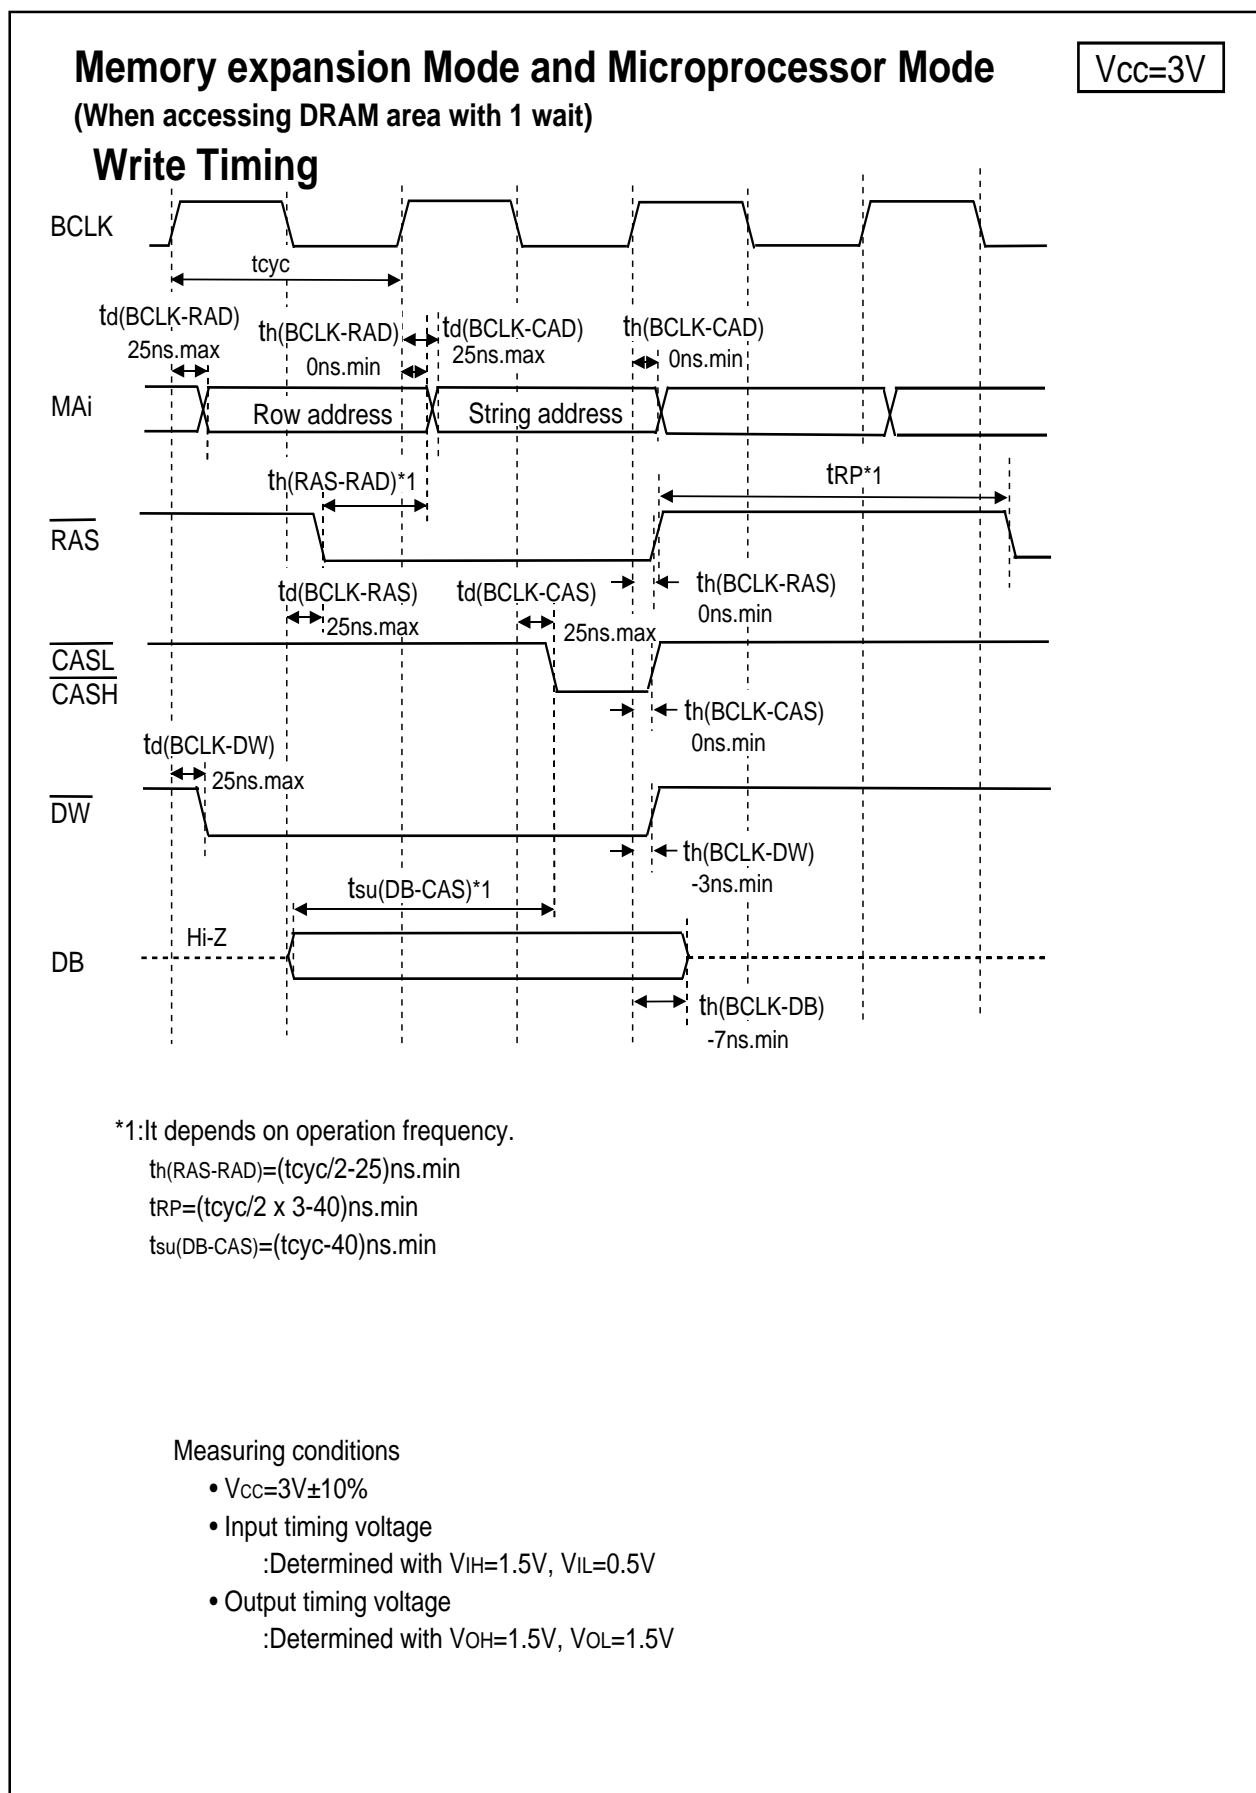 Memory expansion Mode and Microprocessor Mode
Vcc=3V
(When accessing DRAM area with 1 wait)
Write Timing
BCLK
tcyc
td(BCLK-RAD)
25ns.max
th(BCLK-RAD)
0ns.min
td(BCLK-CAD)
25ns.max
th(BCLK-CAD)
0ns.min
MAi
Row address
String address
th(RAS-RAD)*1
tRP*1
RAS
td(BCLK-RAS)
25ns.max
td(BCLK-CAS)
25ns.max
th(BCLK-RAS)
0ns.min
CASL
CASH
th(BCLK-CAS)
0ns.min
td(BCLK-DW)
25ns.max
DW
th(BCLK-DW)
-3ns.min
tsu(DB-CAS)*1
Hi-Z
DB
th(BCLK-DB)
-7ns.min
*1:It depends on operation frequency.
th(RAS-RAD)=(tcyc/2-25)ns.min
tRP=(tcyc/2 x 3-40)ns.min
tsu(DB-CAS)=(tcyc-40)ns.min
Measuring conditions
• VCC=3V±10%
• Input timing voltage
:Determined with VIH=1.5V, VIL=0.5V
• Output timing voltage
:Determined with VOH=1.5V, VOL=1.5V